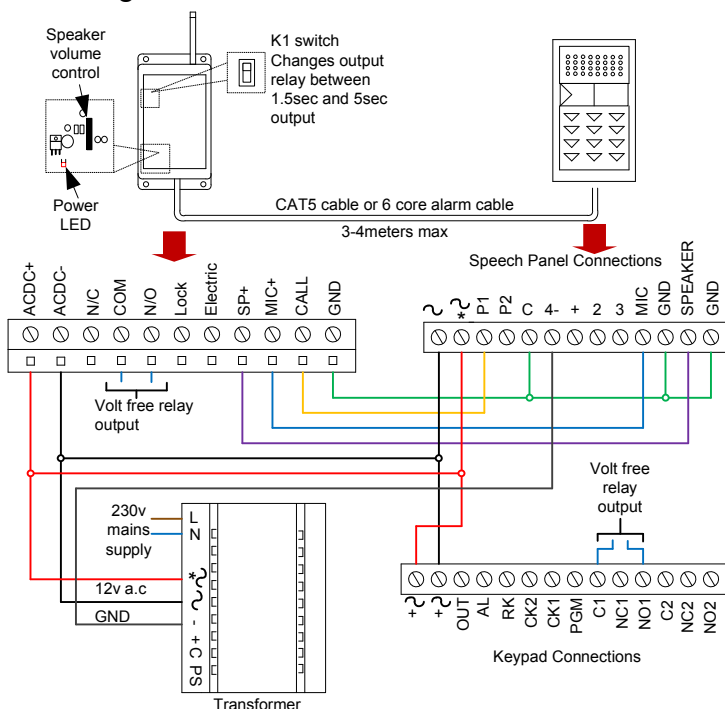 Speaker
volume
control
K1 switch
Changes output
relay between
1.5sec and 5sec
output
Power
LED
CAT5 cable or 6 core alarm cable
3-4meters max
Speech Panel Connections
ACDC+
ACDC-
N/C
COM
N/O
Lock
Electric
SP+
MIC+
CALL
GND
*
P1
P2
C
4-
+
2
3
MIC
GND
SPEAKER
GND
Volt free relay
output
Volt free
relay
output
230v
mains
supply
L
N
*
12v a.c
GND
-
+
C
PS
Transformer
+
+
OUT
AL
RK
CK2
CK1
PGM
C1
NC1
NO1
C2
NC2
NO2
Keypad Connections